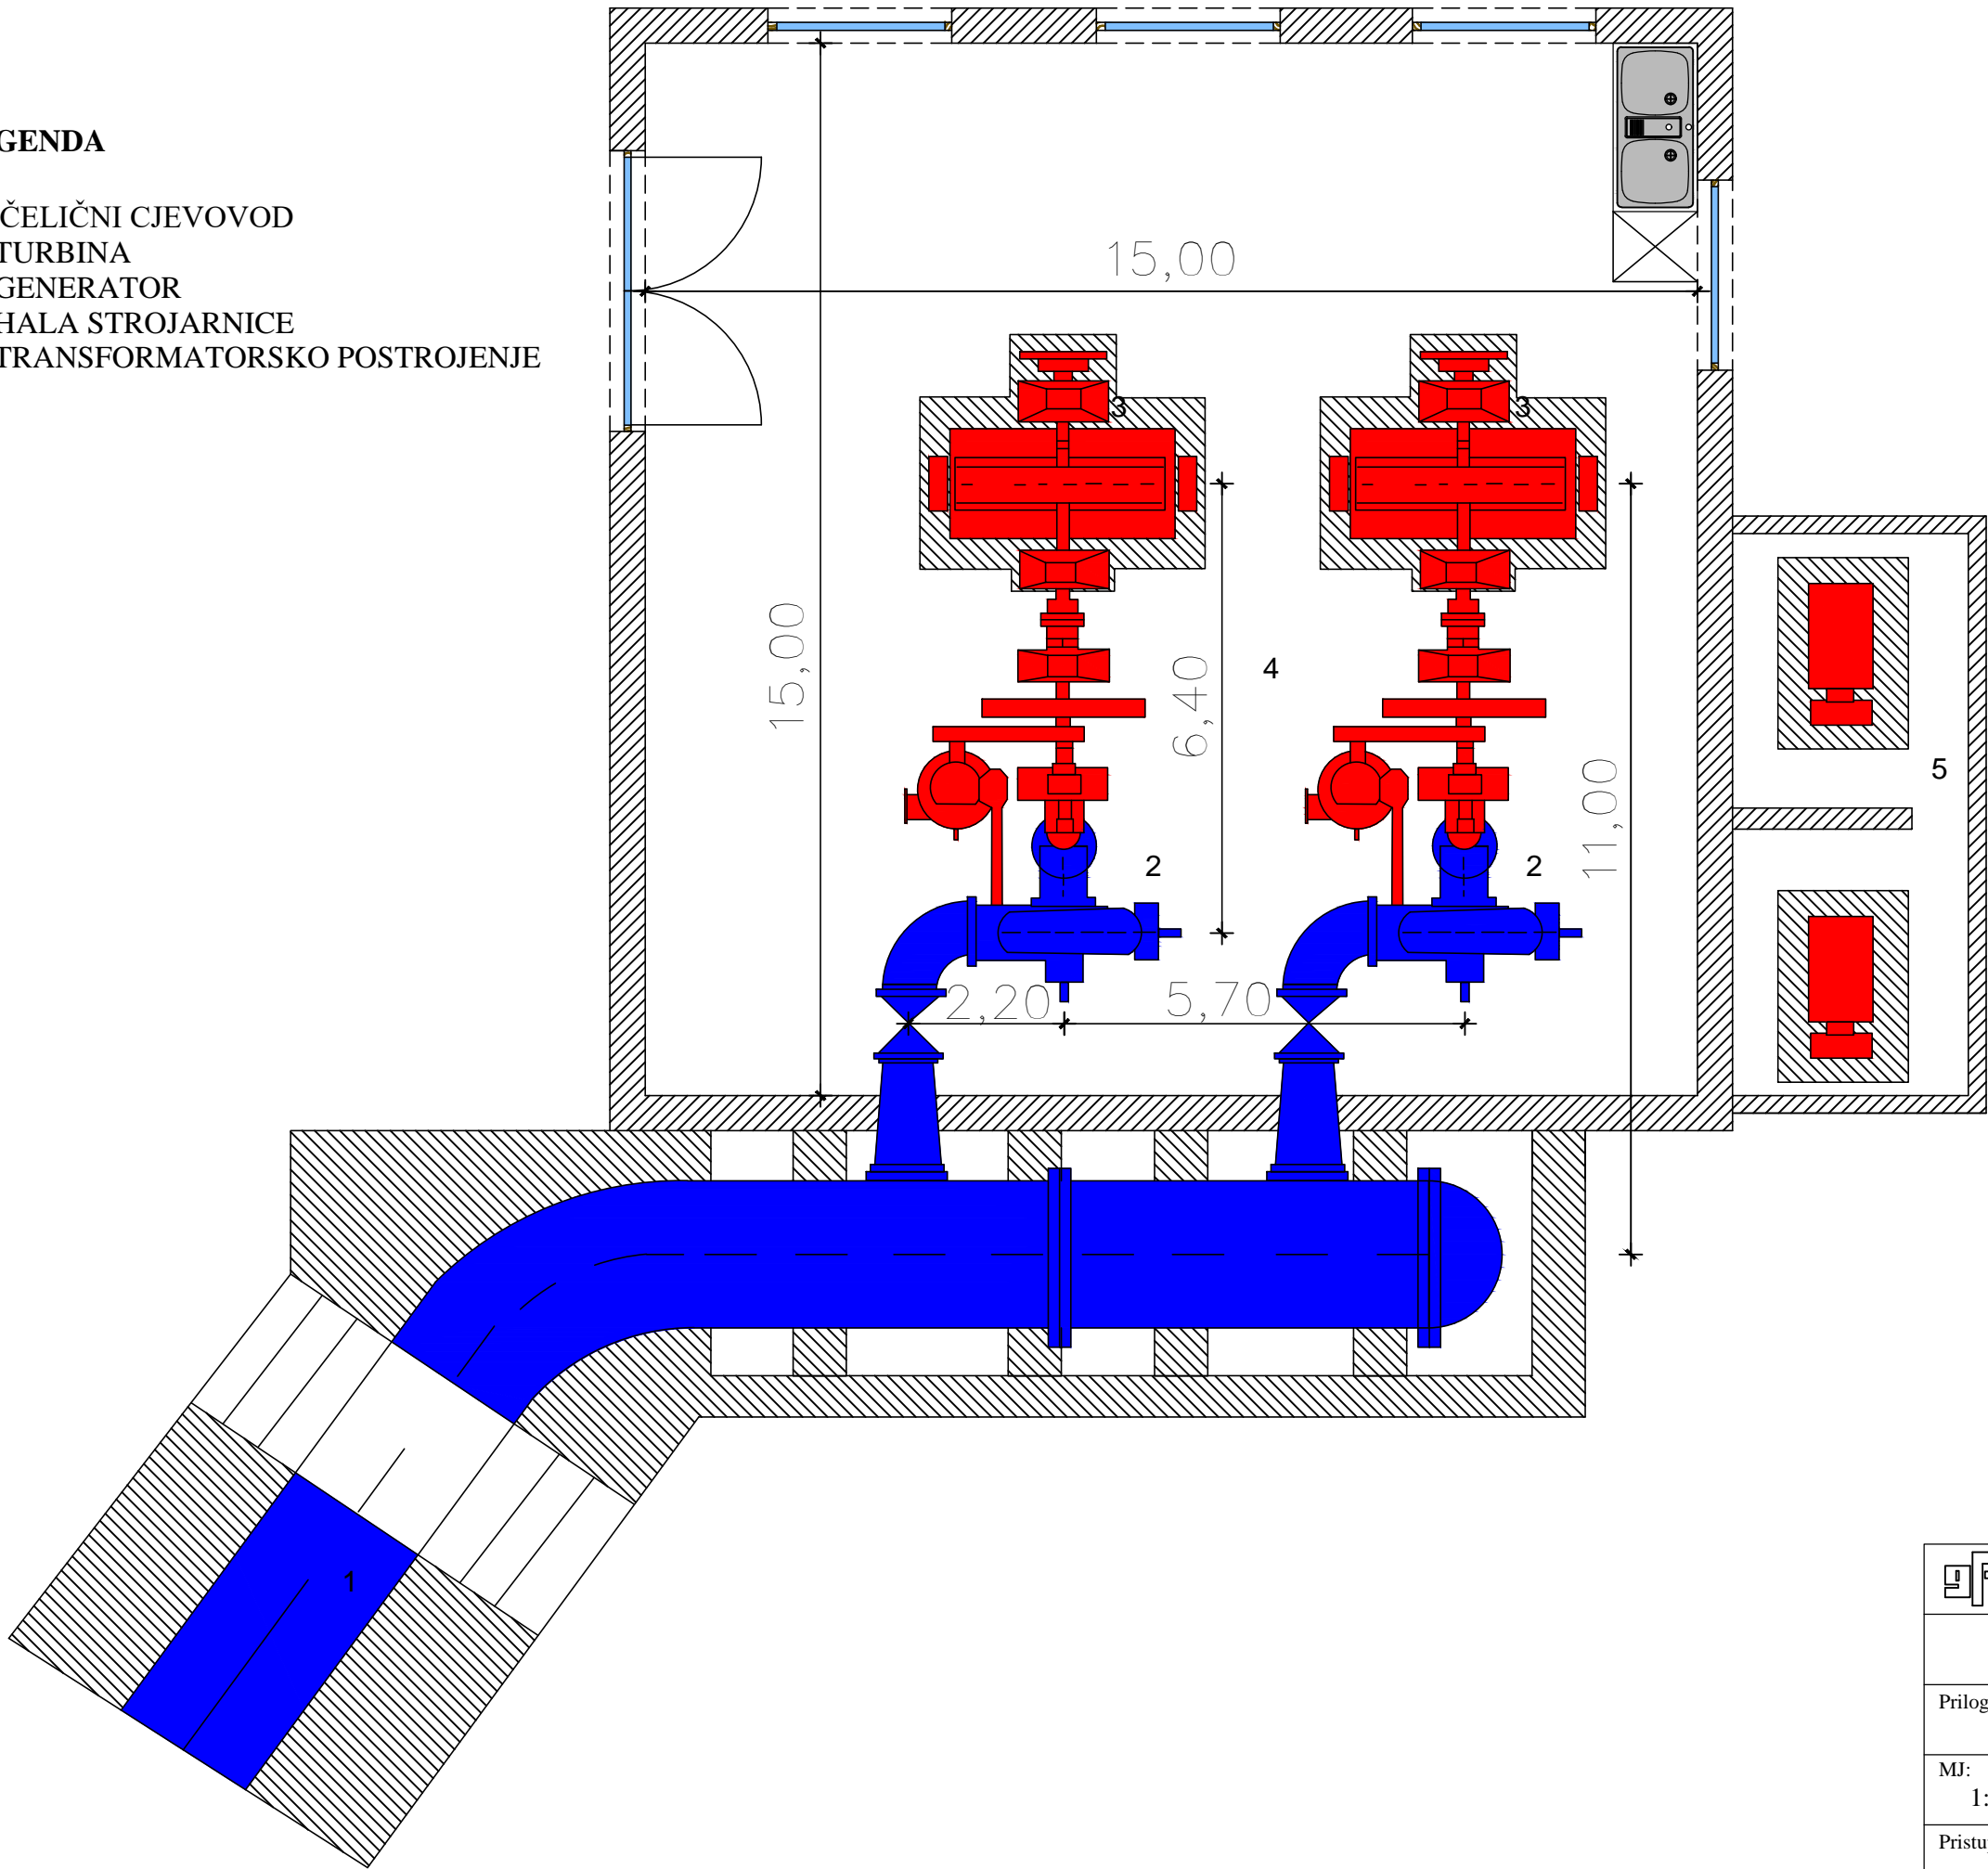 GENDA
ČELIČNI CJEVOVOD
TURBINA
GENERATOR
HALA STROJARNICE
TRANSFORMATORSKO POSTROJENJE
15,00
3
3
15,00
6,40
4
11,00
5
2
2
2,20
5,70
1
Prilog
MJ:
1:
Pristu